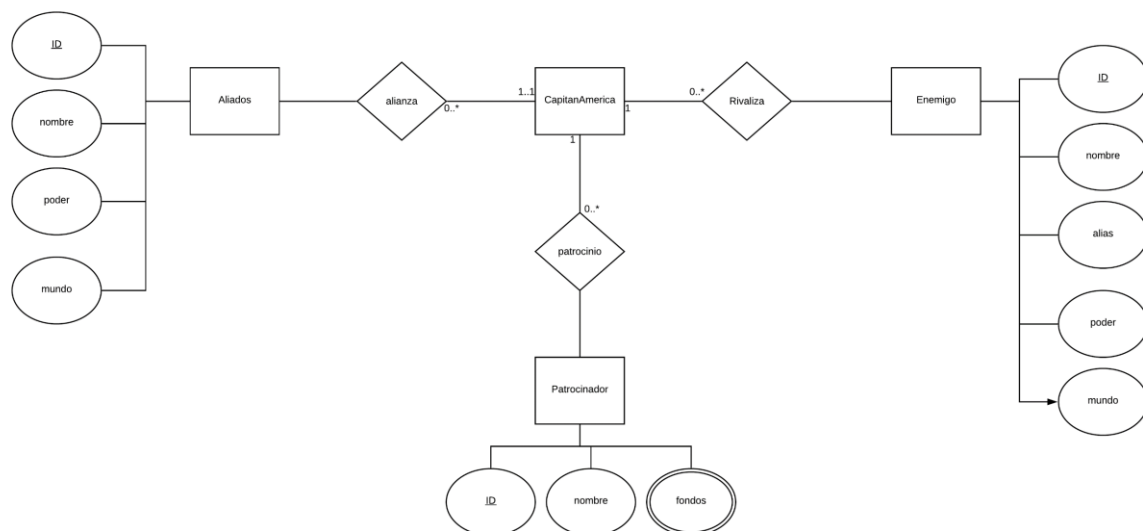 ID
nombre
poder
mundo
Aliados
alianza
0..*
1..1
CapitanAmerica
1
1
0..*
Rivaliza
Enemigo
ID
nombre
alias
poder
mundo
0..*
patrocinio
Patrocinador
ID
nombre
fondos